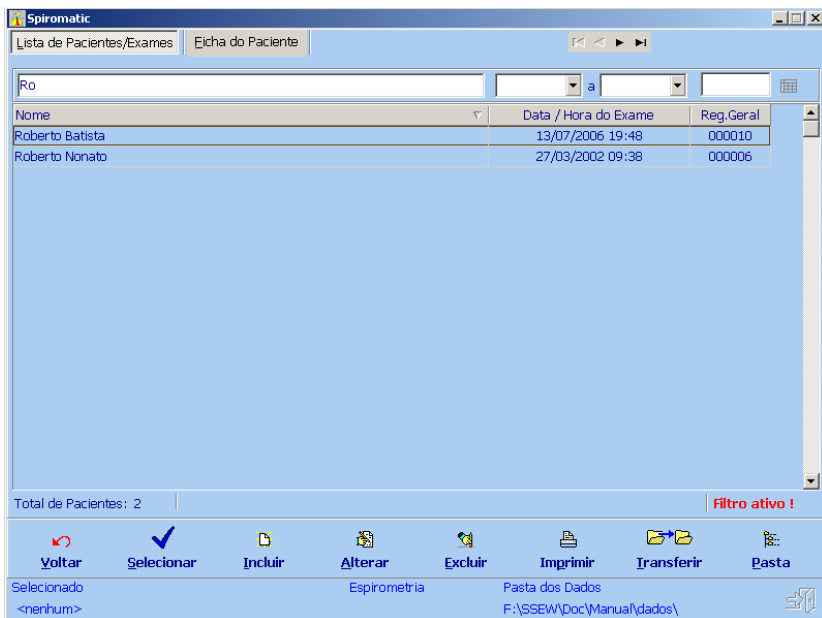 Spiromatic
Lista de Pacientes/Exames Ficha do Paciente
Ro a
Nome Data / Hora do Exame Reg.Geral
Roberto Batista 13/07/2006 19:48 000010
Roberto Nonato 27/03/2002 09:38 000006
Total de Pacientes: 2 Filtro ativo !
Voltar Selecionar Incluir Alterar Excluir Imprimir Transferir Pasta
Selecionado Espirometria Pasta dos Dados
<nenhum> F:\SSEW\Doc\Manual\dados\